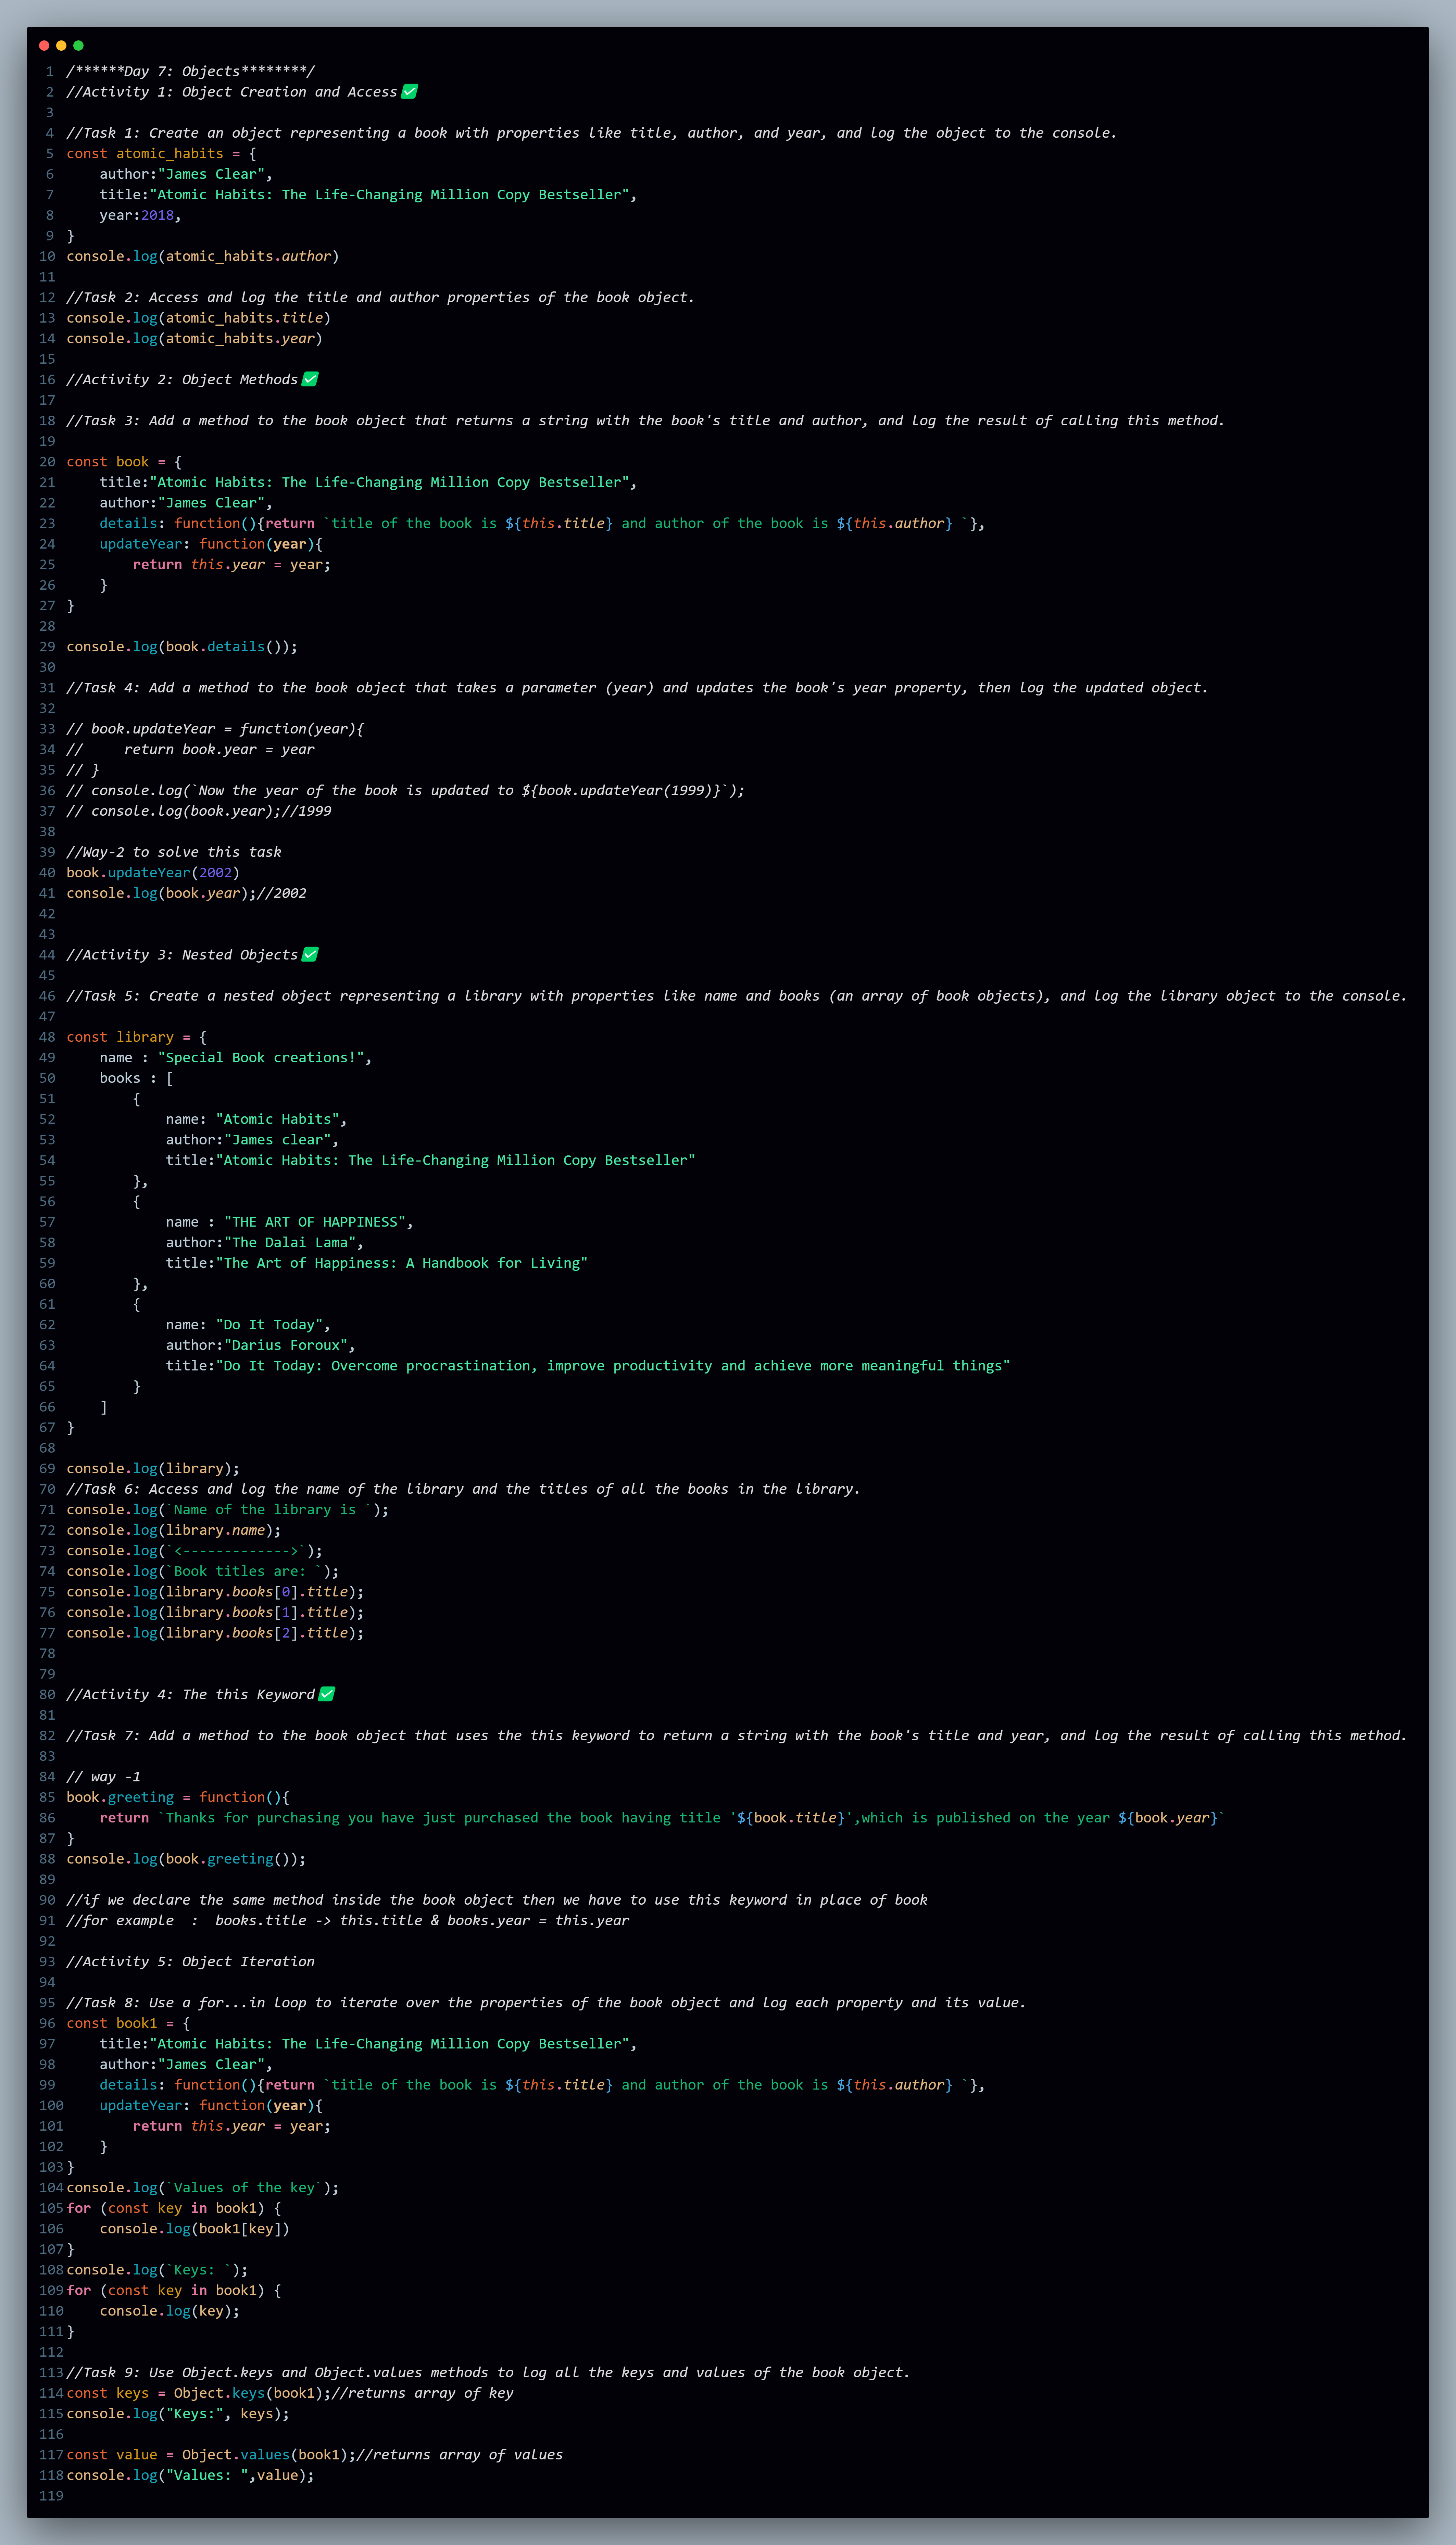 1 /******Day 7: Objects********/
2 //Activity 1: Object Creation and Access✅
3
4 //Task 1: Create an object representing a book with properties like title, author, and year, and log the object to the console.
5 const atomic_habits = {
6     author:"James Clear",
7     title:"Atomic Habits: The Life-Changing Million Copy Bestseller",
8     year:2018,
9 }
10 console.log(atomic_habits.author)
11
12 //Task 2: Access and log the title and author properties of the book object.
13 console.log(atomic_habits.title)
14 console.log(atomic_habits.year)
15
16 //Activity 2: Object Methods✅
17
18 //Task 3: Add a method to the book object that returns a string with the book's title and author, and log the result of calling this method.
19
20 const book = {
21     title:"Atomic Habits: The Life-Changing Million Copy Bestseller",
22     author:"James Clear",
23     details: function(){return `title of the book is ${this.title} and author of the book is ${this.author} `},
24     updateYear: function(year){
25         return this.year = year;
26     }
27 }
28
29 console.log(book.details());
30
31 //Task 4: Add a method to the book object that takes a parameter (year) and updates the book's year property, then log the updated object.
32
33 // book.updateYear = function(year){
34 //     return book.year = year
35 // }
36 // console.log(`Now the year of the book is updated to ${book.updateYear(1999)}`);
37 // console.log(book.year);//1999
38
39 //Way-2 to solve this task
40 book.updateYear(2002)
41 console.log(book.year);//2002
42
43
44 //Activity 3: Nested Objects✅
45
46 //Task 5: Create a nested object representing a library with properties like name and books (an array of book objects), and log the library object to the console.
47
48 const library = {
49     name : "Special Book creations!",
50     books : [
51         {
52             name: "Atomic Habits",
53             author:"James clear",
54             title:"Atomic Habits: The Life-Changing Million Copy Bestseller"
55         },
56         {
57             name : "THE ART OF HAPPINESS",
58             author:"The Dalai Lama",
59             title:"The Art of Happiness: A Handbook for Living"
60         },
61         {
62             name: "Do It Today",
63             author:"Darius Foroux",
64             title:"Do It Today: Overcome procrastination, improve productivity and achieve more meaningful things"
65         }
66     ]
67 }
68
69 console.log(library);
70 //Task 6: Access and log the name of the library and the titles of all the books in the library.
71 console.log(`Name of the library is `);
72 console.log(library.name);
73 console.log(`<------------->`);
74 console.log(`Book titles are: `);
75 console.log(library.books[0].title);
76 console.log(library.books[1].title);
77 console.log(library.books[2].title);
78
79
80 //Activity 4: The this Keyword✅
81
82 //Task 7: Add a method to the book object that uses the this keyword to return a string with the book's title and year, and log the result of calling this method.
83
84 // way -1
85 book.greeting = function(){
86     return `Thanks for purchasing you have just purchased the book having title '${book.title}',which is published on the year ${book.year}`
87 }
88 console.log(book.greeting());
89
90 //if we declare the same method inside the book object then we have to use this keyword in place of book
91 //for example  :  books.title -> this.title & books.year = this.year
92
93 //Activity 5: Object Iteration
94
95 //Task 8: Use a for...in loop to iterate over the properties of the book object and log each property and its value.
96 const book1 = {
97     title:"Atomic Habits: The Life-Changing Million Copy Bestseller",
98     author:"James Clear",
99     details: function(){return `title of the book is ${this.title} and author of the book is ${this.author} `},
100     updateYear: function(year){
101         return this.year = year;
102     }
103 }
104 console.log(`Values of the key`);
105 for (const key in book1) {
106     console.log(book1[key])
107 }
108 console.log(`Keys: `);
109 for (const key in book1) {
110     console.log(key);
111 }
112
113 //Task 9: Use Object.keys and Object.values methods to log all the keys and values of the book object.
114 const keys = Object.keys(book1);//returns array of key
115 console.log("Keys:", keys);
116
117 const value = Object.values(book1);//returns array of values
118 console.log("Values: ",value);
119